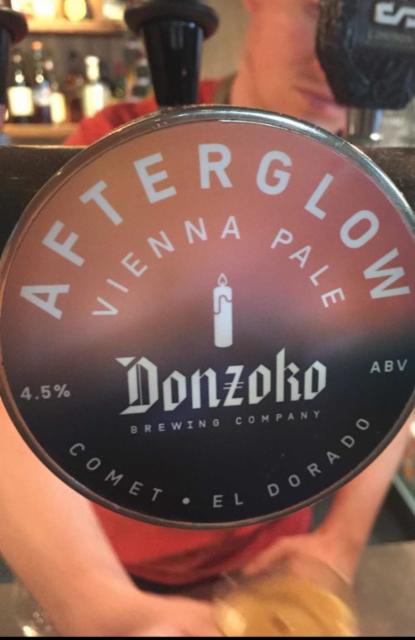 AFTERGLOW
VIENNA PALE
Donzoko
BREWING COMPANY
4.5%
ABV
COMET • EL DORADO